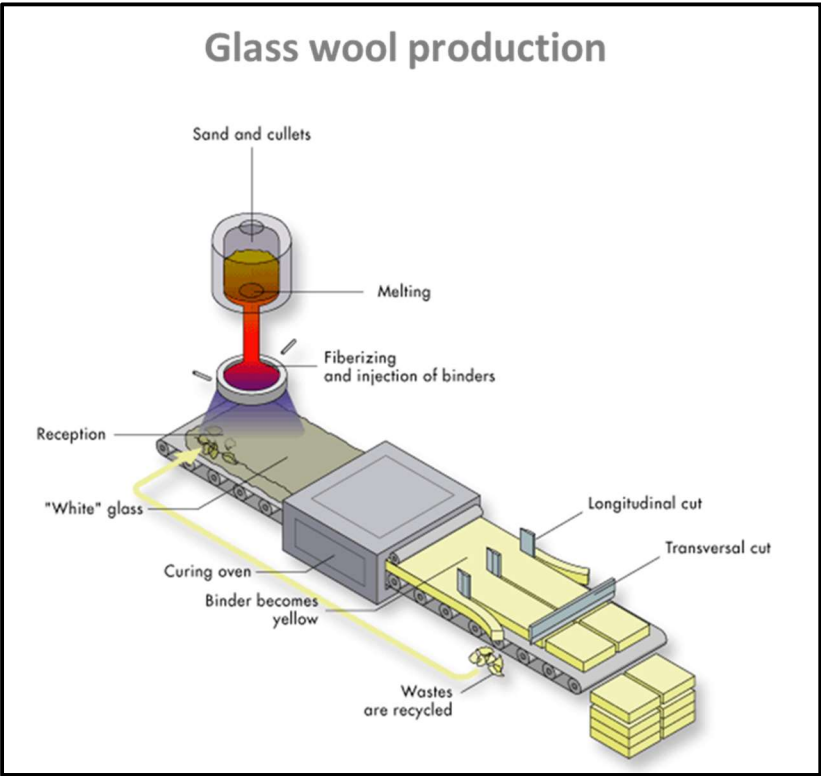 Glass wool production
Sand and cullets
Melting
Fiberizing
and injection of binders
Reception
"White" glass
Longitudinal cut
Transversal cut
Curing oven
Binder becomes
yellow
Wastes
are recycled